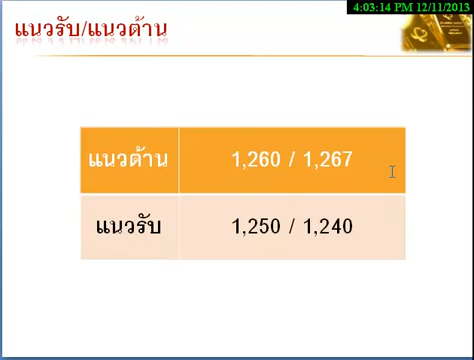 4:03:14 PM 12/11/2013
แนวรับ/แนวต้าน
แนวต้าน 1,260 / 1,267
แนวรับ 1,250 / 1,240